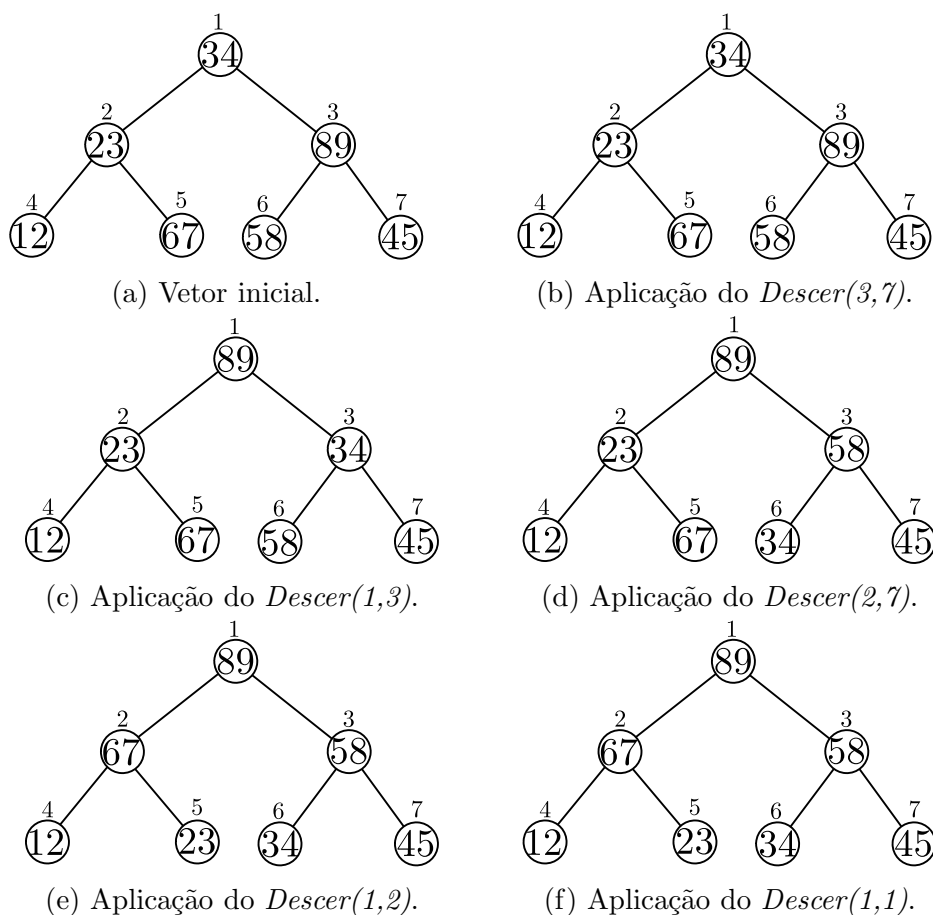 1 1
34 34
2 3 2 3
23 89 23 89
4 5 6 7 4 5 6 7
12 67 58 45 12 67 58 45
(a) Vetor inicial. (b) Aplicação do Descer(3,7).
1 1
89 89
2 3 2 3
23 34 23 58
4 5 6 7 4 5 6 7
12 67 58 45 12 67 34 45
(c) Aplicação do Descer(1,3). (d) Aplicação do Descer(2,7).
1 1
89 89
2 3 2 3
67 58 67 58
4 5 6 7 4 5 6 7
12 23 34 45 12 23 34 45
(e) Aplicação do Descer(1,2). (f) Aplicação do Descer(1,1).